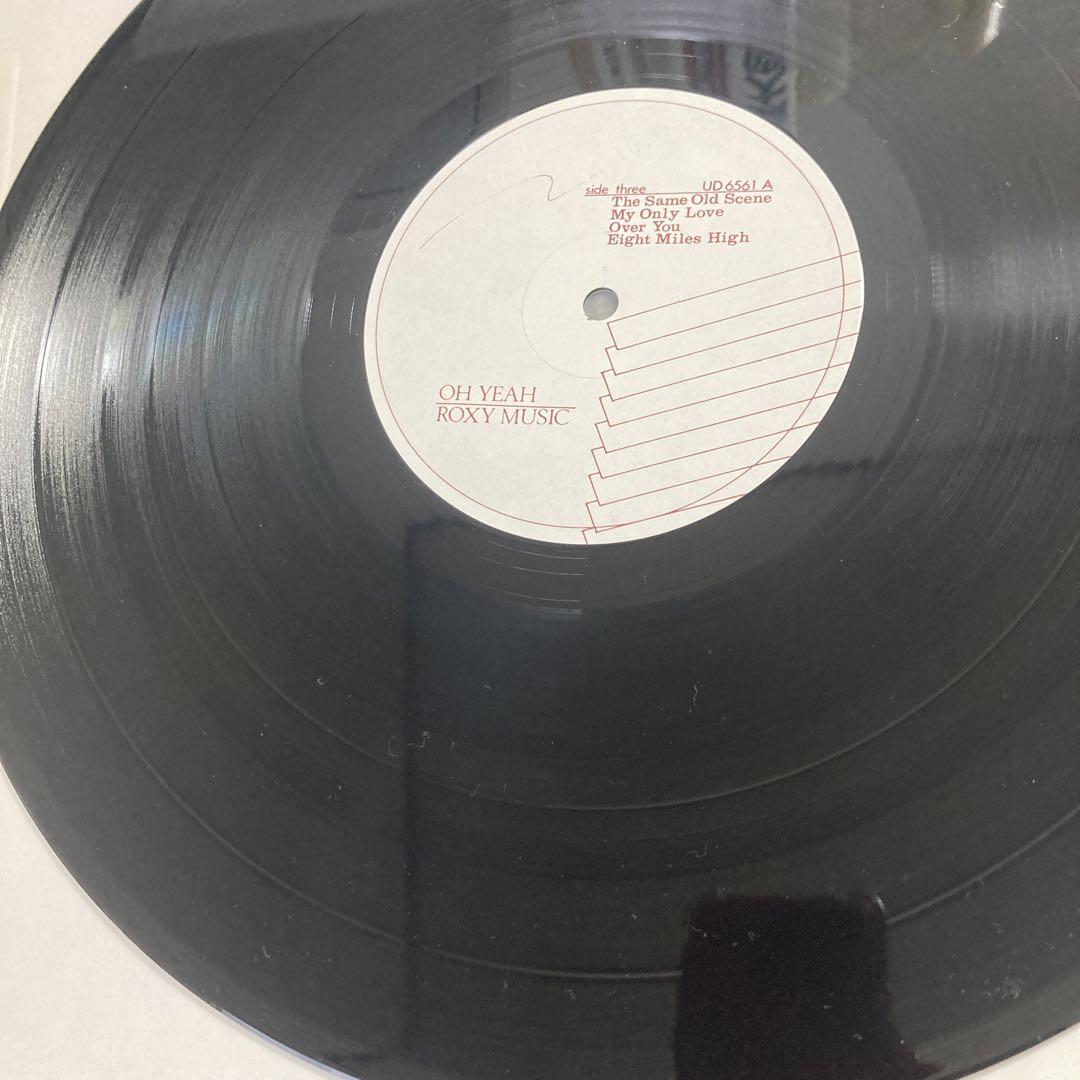 side three UD 6561 A
The Same Old Scene
My Only Love
Over You
Eight Miles High
OH YEAH
ROXY MUSIC